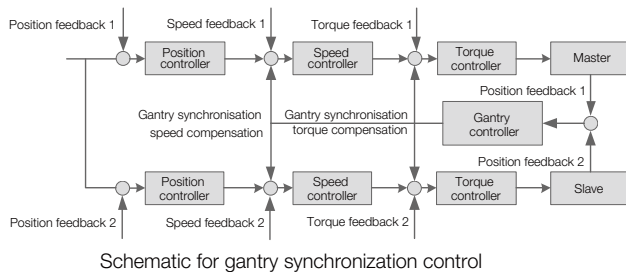 Position feedback 1
Speed feedback 1
Torque feedback 1
Position
controller
Speed
controller
Torque
controller
Master
Position feedback 1
Gantry synchronisation
speed compensation
Gantry synchronisation
torque compensation
Gantry
controller
Position feedback 2
Position
controller
Speed
controller
Torque
controller
Slave
Position feedback 2
Speed feedback 2
Torque feedback 2
Schematic for gantry synchronization control